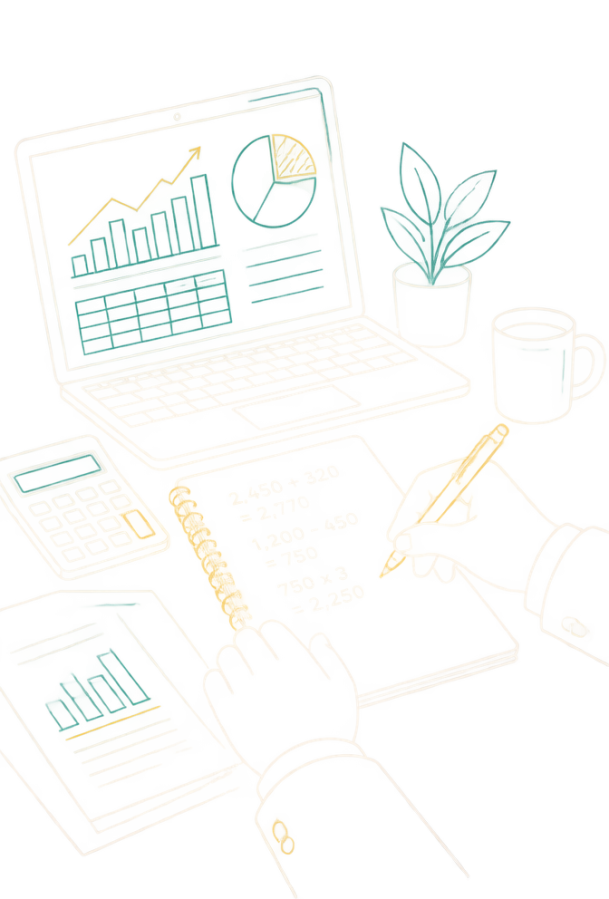 2,450 + 320
= 2,770
1,200 - 450
= 750
750 x 3
= 2,250